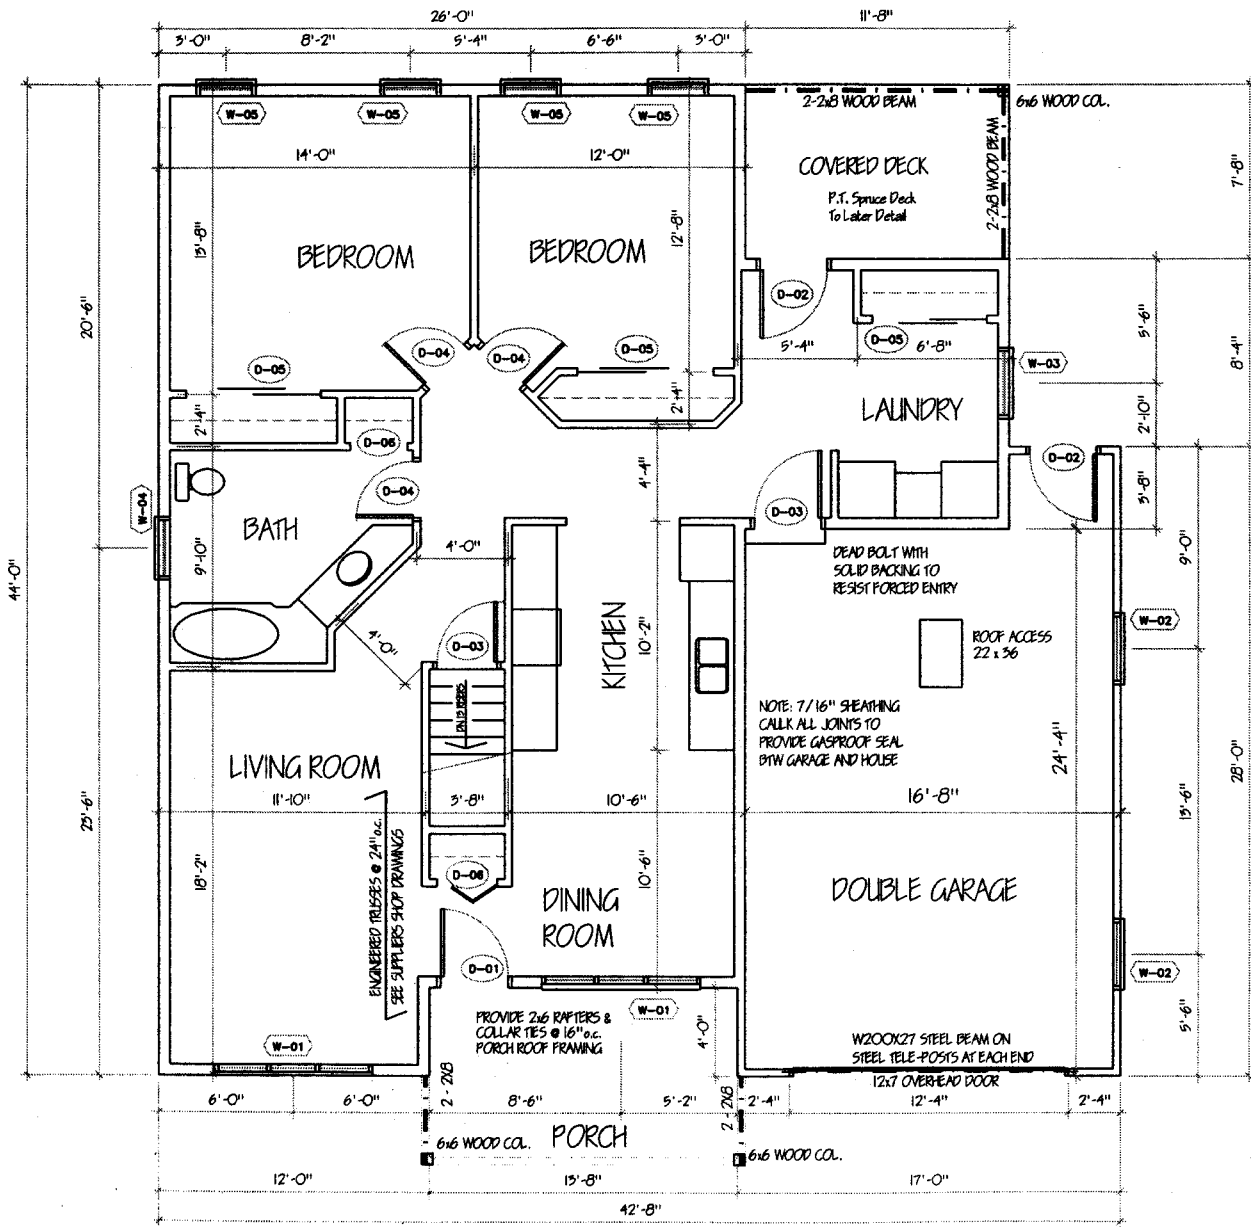 26'-0"
11'-8"
3'-0"
8'-2"
5'-4"
6'-6"
3'-0"
W-05
W-05
W-05
W-05
2-2x8 WOOD BEAM
6x6 WOOD COL.
14'-0"
12'-0"
COVERED DECK
P.T. Spruce Deck
To Later Detail
2-2x8 WOOD BEAM
7'-8"
13'-8"
BEDROOM
12'-8"
BEDROOM
20'-6"
D-02
D-04
D-04
D-05
D-05
5'-4"
D-05
6'-8"
W-03
5'-6"
8'-4"
2'-4"
2'-4"
LAUNDRY
2'-10"
D-06
D-04
4'-4"
D-03
D-02
3'-8"
W-04
BATH
9'-10"
4'-0"
DEAD BOLT WITH
SOLID BACKING TO
RESIST FORCED ENTRY
9'-0"
44'-0"
4'-0"
D-03
KITCHEN
10'-2"
ROOF ACCESS
22 x 36
W-02
DN 13 RISERS
NOTE: 7/16" SHEATHING
CAULK ALL JOINTS TO
PROVIDE GASPROOF SEAL
BTW GARAGE AND HOUSE
24'-4"
LIVING ROOM
11'-10"
3'-8"
10'-6"
16'-8"
28'-0"
13'-6"
23'-6"
18'-2"
ENGINEERED TRUSSES @ 24" o.c.
SEE SUPPLIERS SHOP DRAWINGS
D-06
10'-6"
DINING
ROOM
DOUBLE GARAGE
D-01
W-02
W-01
5'-6"
PROVIDE 2x6 RAFTERS &
COLLAR TIES @ 16" o.c.
PORCH ROOF FRAMING
4'-0"
W-01
W200X27 STEEL BEAM ON
STEEL TELE-POSTS AT EACH END
12x7 OVERHEAD DOOR
6'-0"
6'-0"
2 - 2X8
8'-6"
5'-2"
2 - 2X8
2'-4"
12'-4"
2'-4"
6x6 WOOD COL.
PORCH
6x6 WOOD COL.
12'-0"
13'-8"
17'-0"
42'-8"